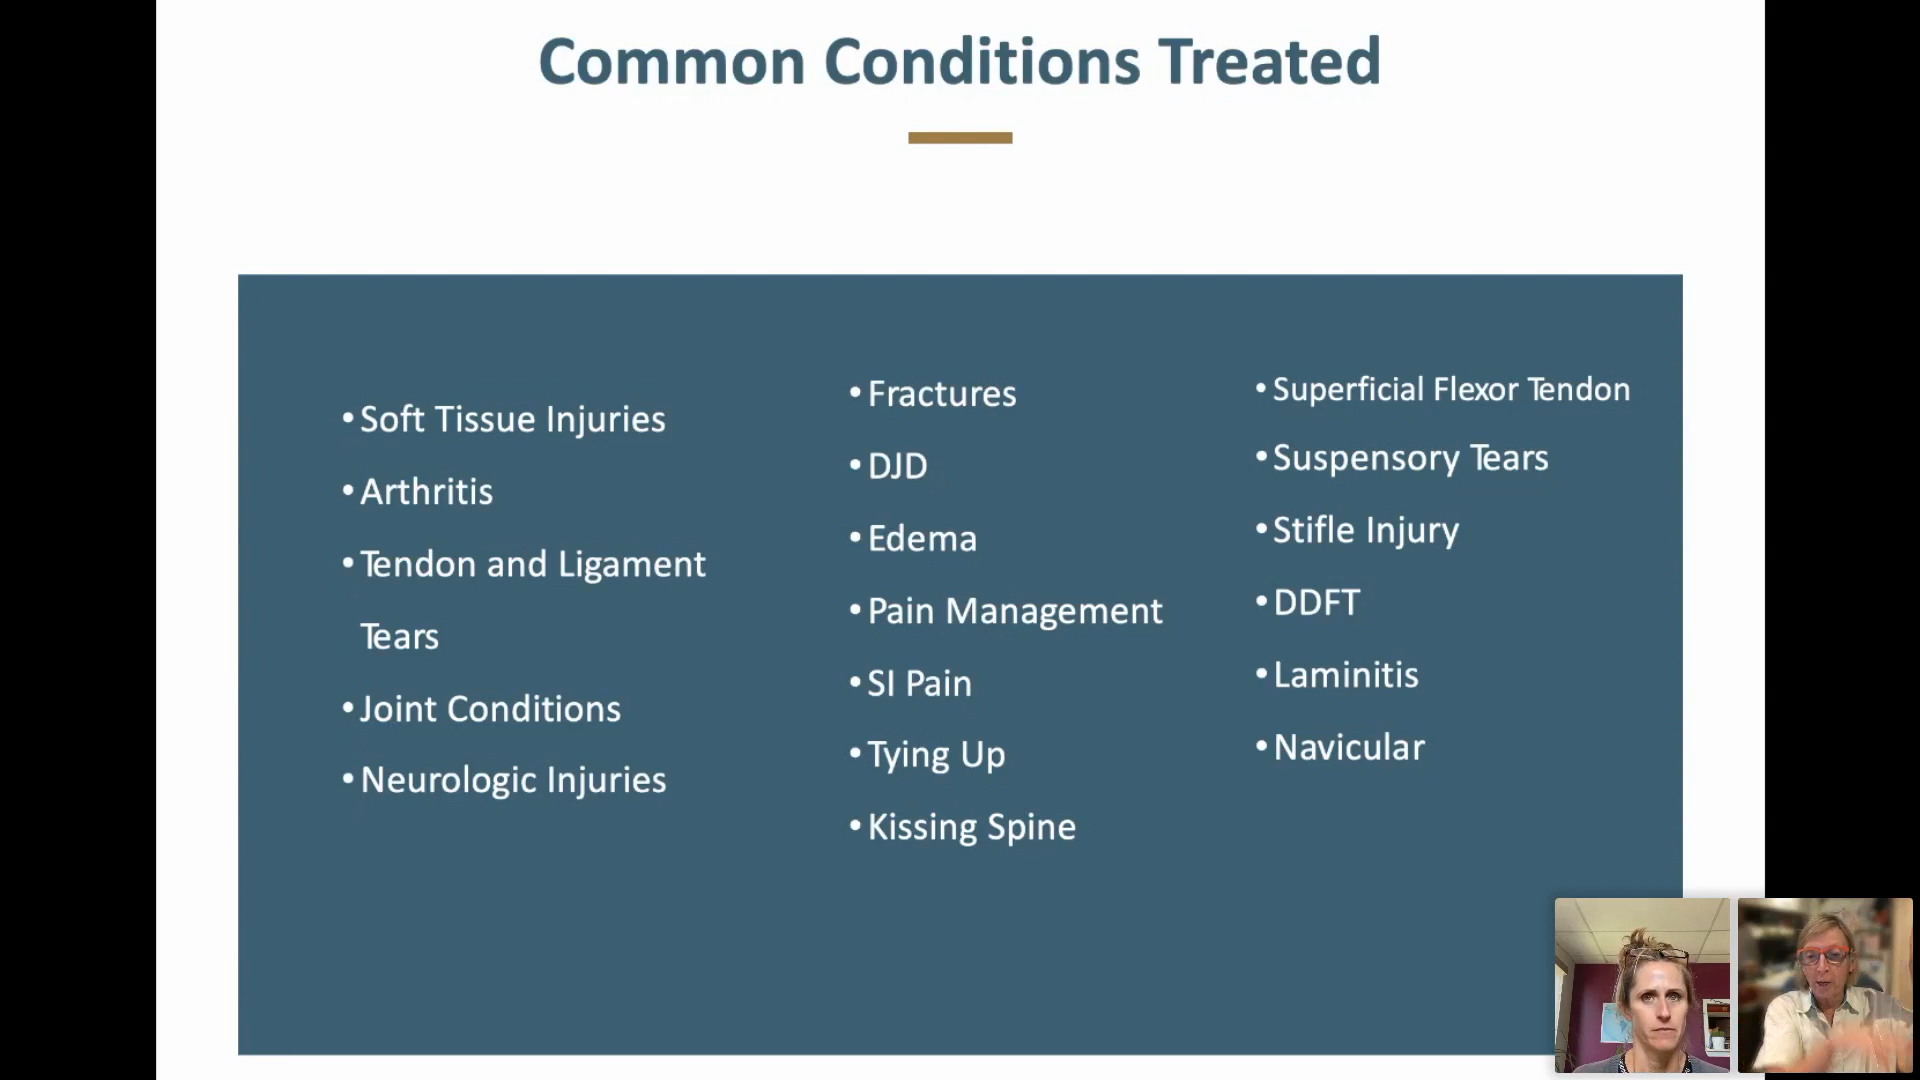 Common Conditions Treated
•Soft Tissue Injuries
•Arthritis
•Tendon and Ligament
Tears
•Joint Conditions
•Neurologic Injuries
•Fractures
•DJD
•Edema
•Pain Management
•SI Pain
•Tying Up
•Kissing Spine
•Superficial Flexor Tendon
•Suspensory Tears
•Stifle Injury
•DDFT
•Laminitis
•Navicular